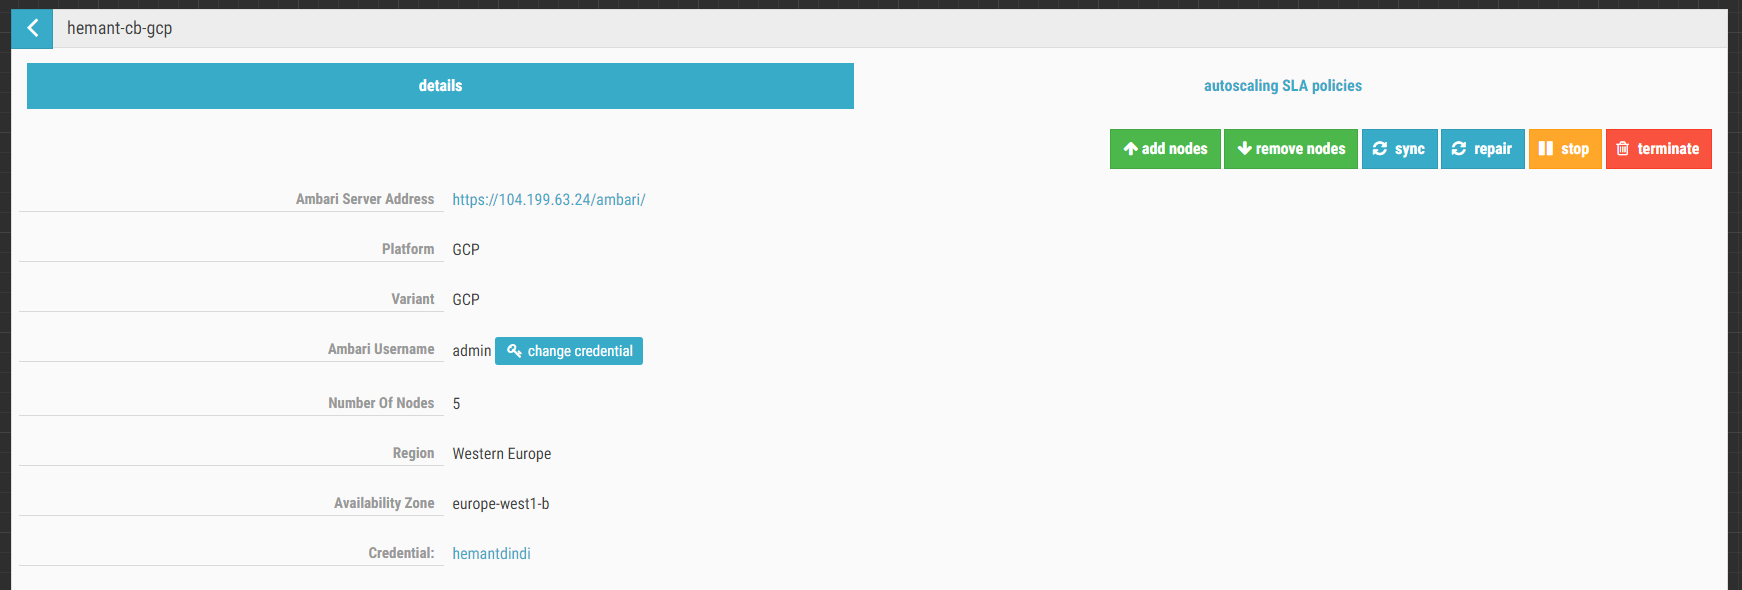 hemant-cb-gcp
details
autoscaling SLA policies
add nodes
remove nodes
sync
repair
stop
terminate
Ambari Server Address https://104.199.63.24/ambari/
Platform GCP
Variant GCP
Ambari Username admin change credential
Number Of Nodes 5
Region Western Europe
Availability Zone europe-west1-b
Credential: hemantdindi